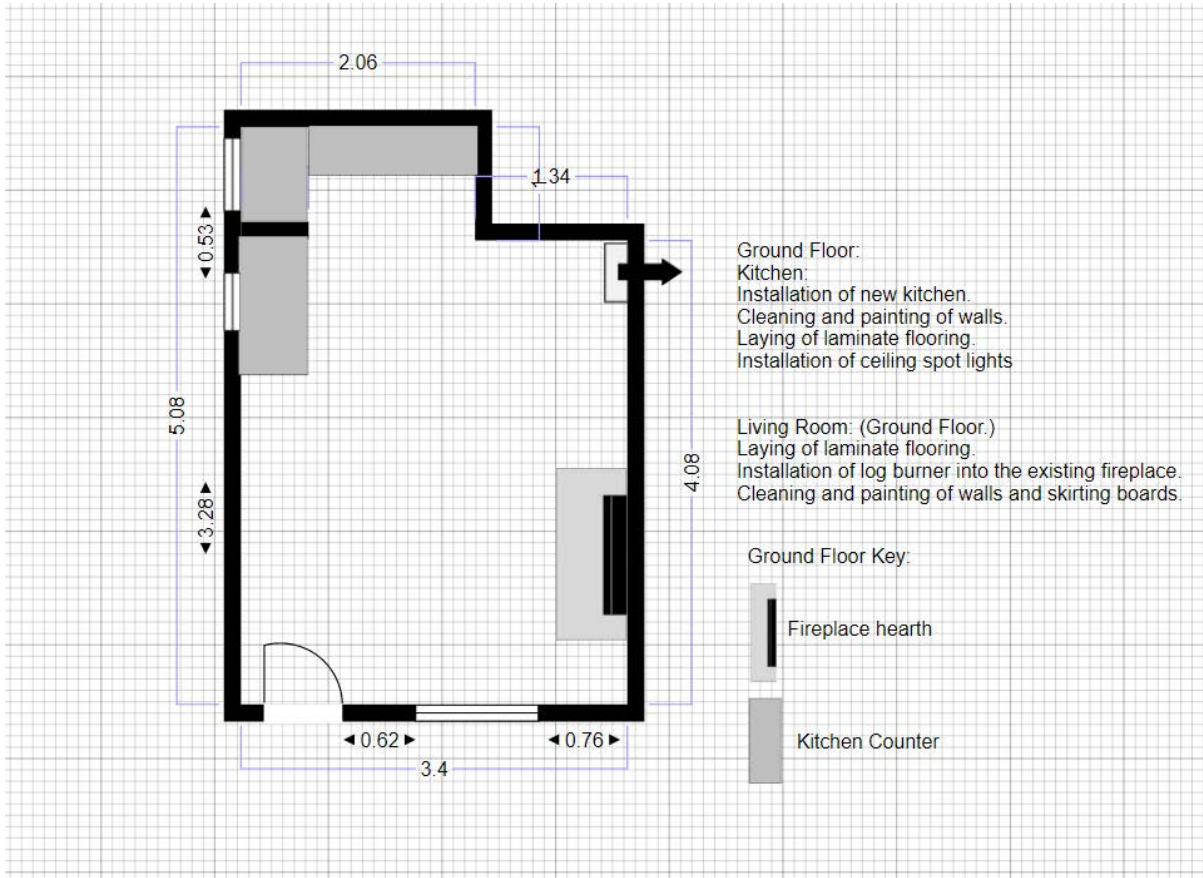 2.06
1.34
0.53
5.08
3.28
4.08
0.62
0.76
3.4
Ground Floor:
Kitchen:
Installation of new kitchen.
Cleaning and painting of walls.
Laying of laminate flooring.
Installation of ceiling spot lights
Living Room: (Ground Floor.)
Laying of laminate flooring.
Installation of log burner into the existing fireplace.
Cleaning and painting of walls and skirting boards.
Ground Floor Key:
Fireplace hearth
Kitchen Counter